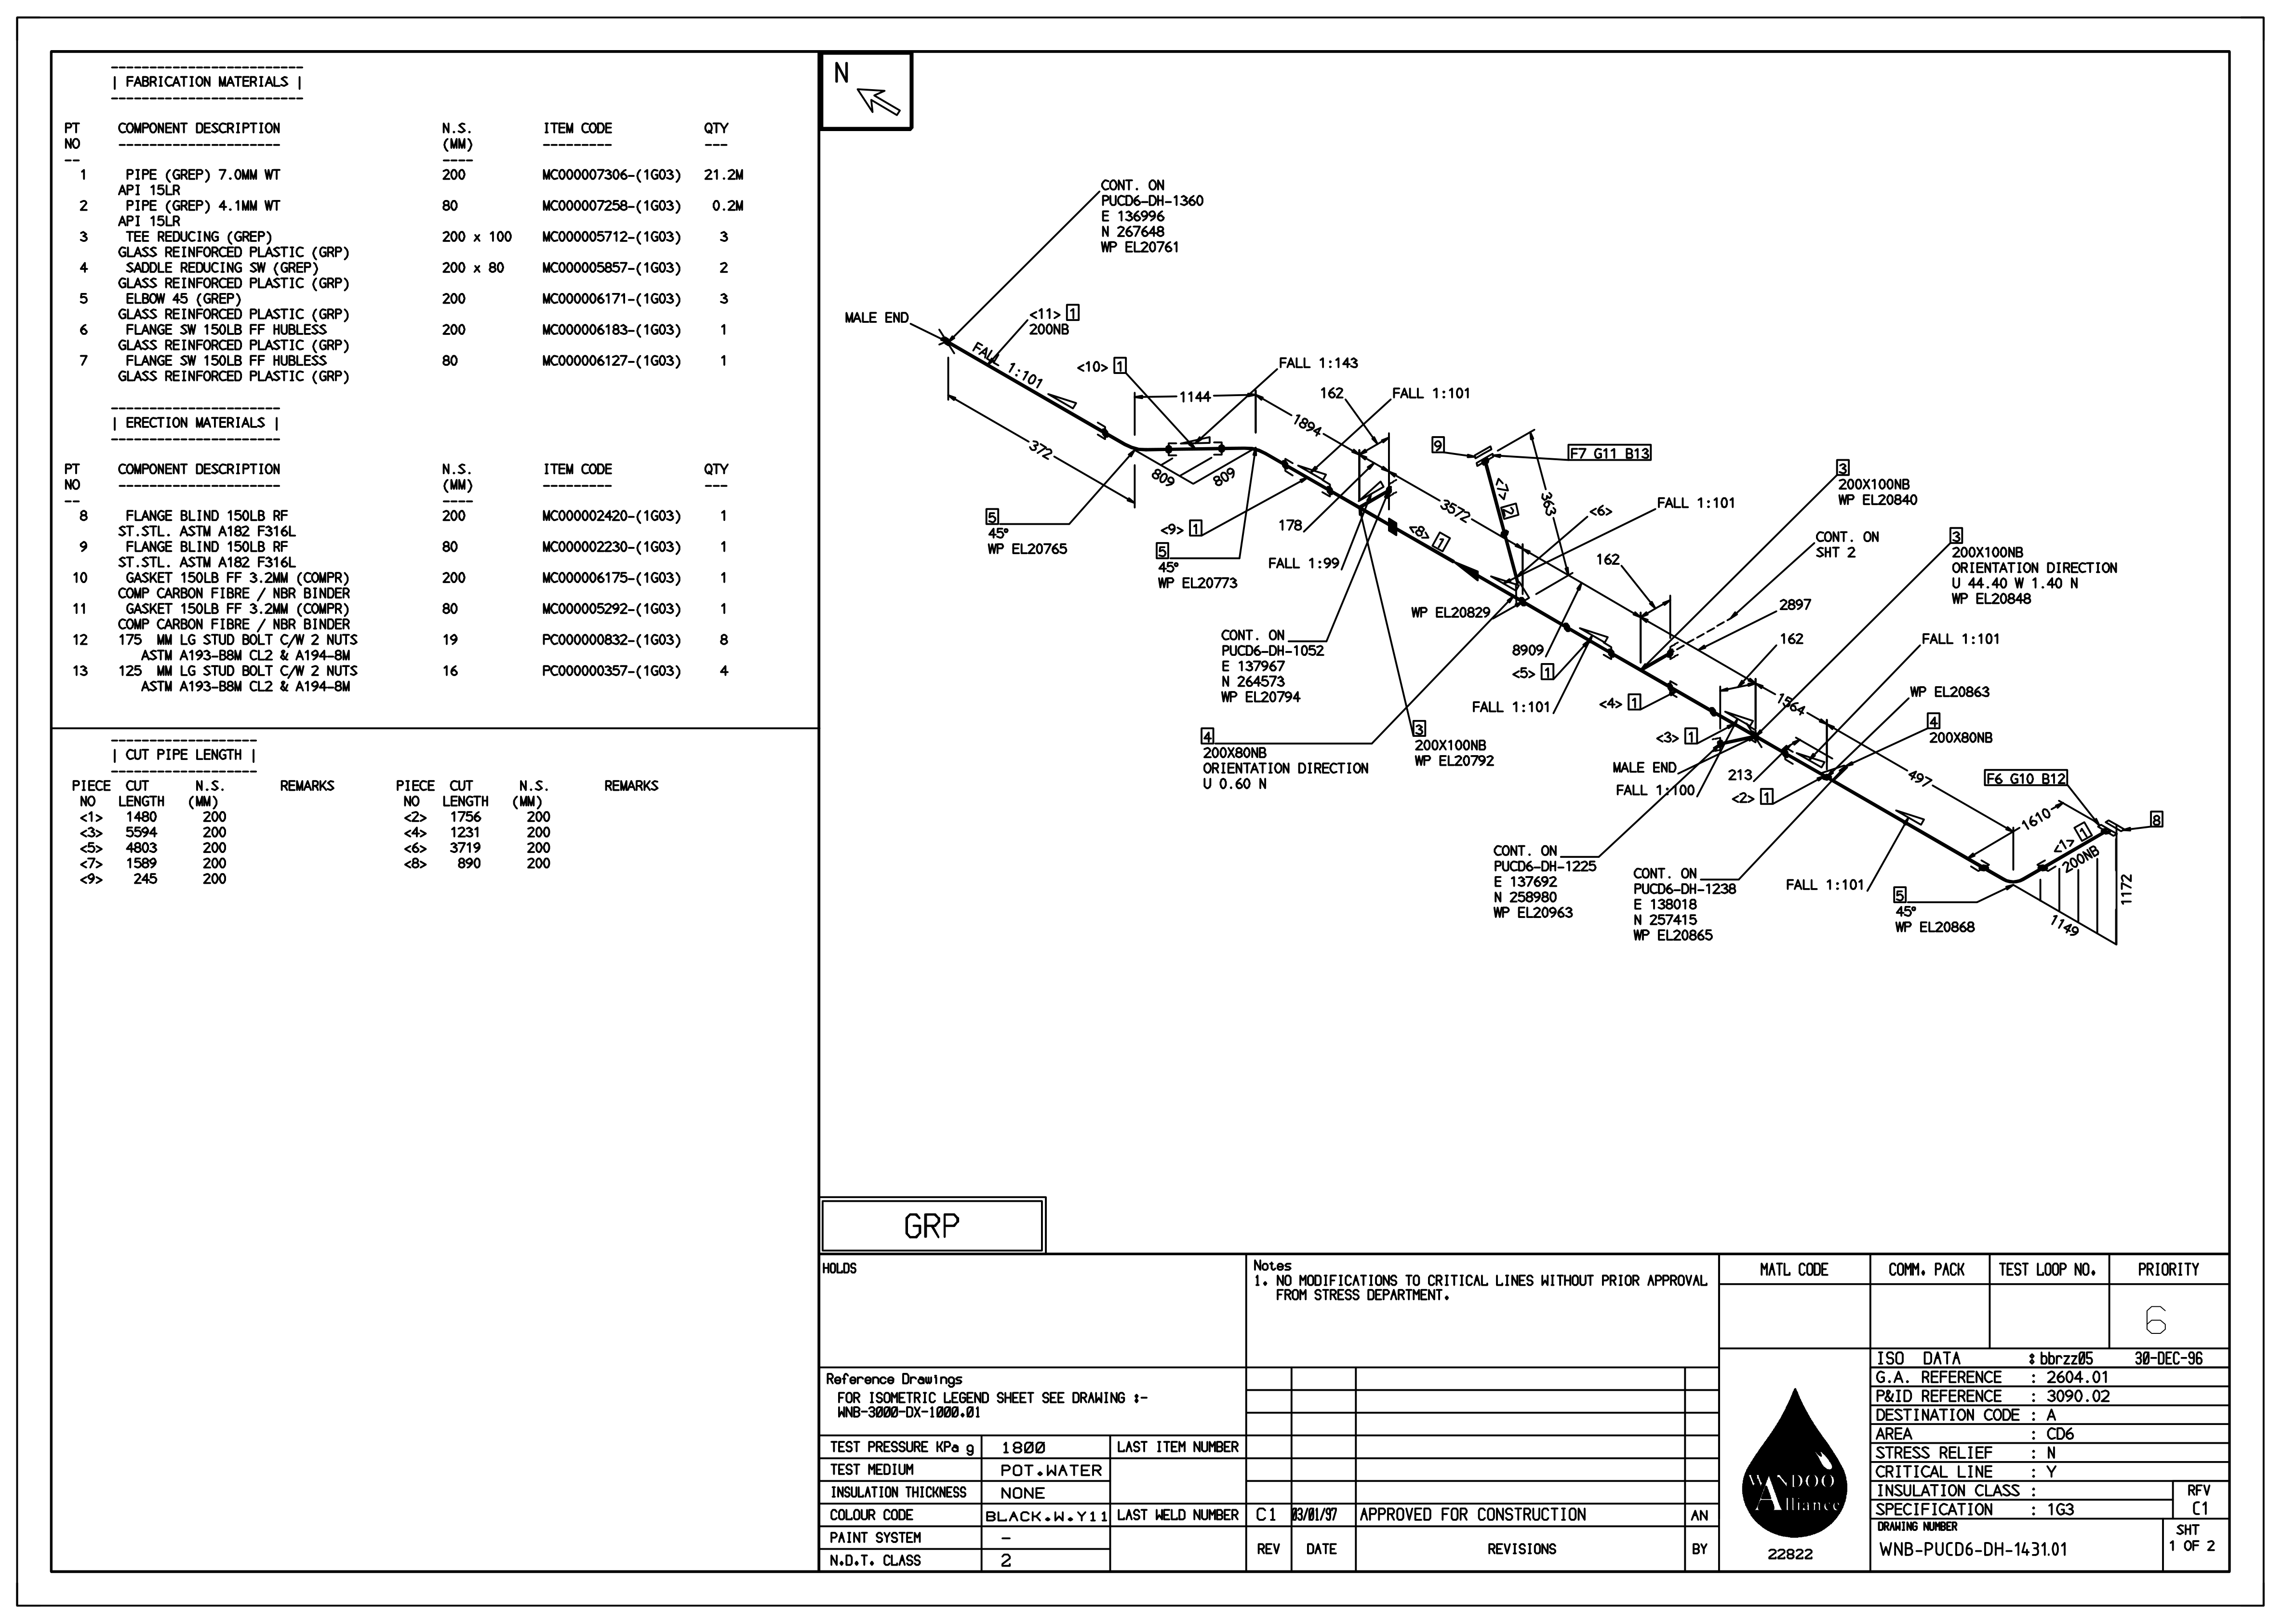 ------------------------
| FABRICATION MATERIALS |
------------------------
PT COMPONENT DESCRIPTION N.S. ITEM CODE QTY
NO --------------------- (MM) --------- ---
-- ----
1 PIPE (GREP) 7.0MM WT 200 MC000007306-(1G03) 21.2M
API 15LR
2 PIPE (GREP) 4.1MM WT 80 MC000007258-(1G03) 0.2M
API 15LR
3 TEE REDUCING (GREP) 200 x 100 MC000005712-(1G03) 3
GLASS REINFORCED PLASTIC (GRP)
4 SADDLE REDUCING SW (GREP) 200 x 80 MC000005857-(1G03) 2
GLASS REINFORCED PLASTIC (GRP)
5 ELBOW 45 (GREP) 200 MC000006171-(1G03) 3
GLASS REINFORCED PLASTIC (GRP)
6 FLANGE SW 150LB FF HUBLESS 200 MC000006183-(1G03) 1
GLASS REINFORCED PLASTIC (GRP)
7 FLANGE SW 150LB FF HUBLESS 80 MC000006127-(1G03) 1
GLASS REINFORCED PLASTIC (GRP)
---------------------
| ERECTION MATERIALS |
---------------------
PT COMPONENT DESCRIPTION N.S. ITEM CODE QTY
NO --------------------- (MM) --------- ---
-- ----
8 FLANGE BLIND 150LB RF 200 MC000002420-(1G03) 1
ST.STL. ASTM A182 F316L
9 FLANGE BLIND 150LB RF 80 MC000002230-(1G03) 1
ST.STL. ASTM A182 F316L
10 GASKET 150LB FF 3.2MM (COMPR) 200 MC000006175-(1G03) 1
COMP CARBON FIBRE / NBR BINDER
11 GASKET 150LB FF 3.2MM (COMPR) 80 MC000005292-(1G03) 1
COMP CARBON FIBRE / NBR BINDER
12 175 MM LG STUD BOLT C/W 2 NUTS 19 PC000000832-(1G03) 8
ASTM A193-B8M CL2 & A194-8M
13 125 MM LG STUD BOLT C/W 2 NUTS 16 PC000000357-(1G03) 4
ASTM A193-B8M CL2 & A194-8M
-------------------
| CUT PIPE LENGTH |
-------------------
PIECE CUT N.S. REMARKS PIECE CUT N.S. REMARKS
NO LENGTH (MM) NO LENGTH (MM)
<1> 1480 200 <2> 1756 200
<3> 5594 200 <4> 1231 200
<5> 4803 200 <6> 3719 200
<7> 1589 200 <8> 890 200
<9> 245 200
N
CONT. ON
PUCD6-DH-1360
E 136996
N 267648
WP EL20761
MALE END
<11> 1
200NB
FALL 1:101
<10> 1
FALL 1:143
1144
372
809
809
1894
162
FALL 1:101
5
45°
WP EL20765
<9> 1
5
45°
WP EL20773
178
FALL 1:99
<8> 1
3572
9
F7 G11 B13
<7> 2
363
<6>
FALL 1:101
3
200X100NB
WP EL20840
CONT. ON
SHT 2
3
200X100NB
ORIENTATION DIRECTION
U 44.40 W 1.40 N
WP EL20848
162
2897
WP EL20829
CONT. ON
PUCD6-DH-1052
E 137967
N 264573
WP EL20794
8909
<5> 1
FALL 1:101
<4> 1
162
FALL 1:101
1564
WP EL20863
4
200X80NB
4
200X80NB
ORIENTATION DIRECTION
U 0.60 N
3
200X100NB
WP EL20792
<3> 1
MALE END
FALL 1:100
213
<2> 1
497
F6 G10 B12
1610
8
<1> 1
200NB
1172
1149
CONT. ON
PUCD6-DH-1225
E 137692
N 258980
WP EL20963
CONT. ON
PUCD6-DH-1238
E 138018
N 257415
WP EL20865
FALL 1:101
5
45°
WP EL20868
GRP
HOLDS
Notes
1. NO MODIFICATIONS TO CRITICAL LINES WITHOUT PRIOR APPROVAL
FROM STRESS DEPARTMENT.
MATL CODE COMM. PACK TEST LOOP NO. PRIORITY
6
Reference Drawings
FOR ISOMETRIC LEGEND SHEET SEE DRAWING :-
WNB-3000-DX-1000.01
TEST PRESSURE KPa g 1800 LAST ITEM NUMBER
TEST MEDIUM POT.WATER
INSULATION THICKNESS NONE
COLOUR CODE BLACK.W.Y11 LAST WELD NUMBER
PAINT SYSTEM -
N.D.T. CLASS 2
C1 03/01/97 APPROVED FOR CONSTRUCTION AN
REV DATE REVISIONS BY
WANDOO
Alliance
22822
ISO DATA : bbrzz05 30-DEC-96
G.A. REFERENCE : 2604.01
P&ID REFERENCE : 3090.02
DESTINATION CODE : A
AREA : CD6
STRESS RELIEF : N
CRITICAL LINE : Y
INSULATION CLASS :
SPECIFICATION : 1G3
RFV
C1
DRAWING NUMBER
WNB-PUCD6-DH-1431.01
SHT
1 OF 2